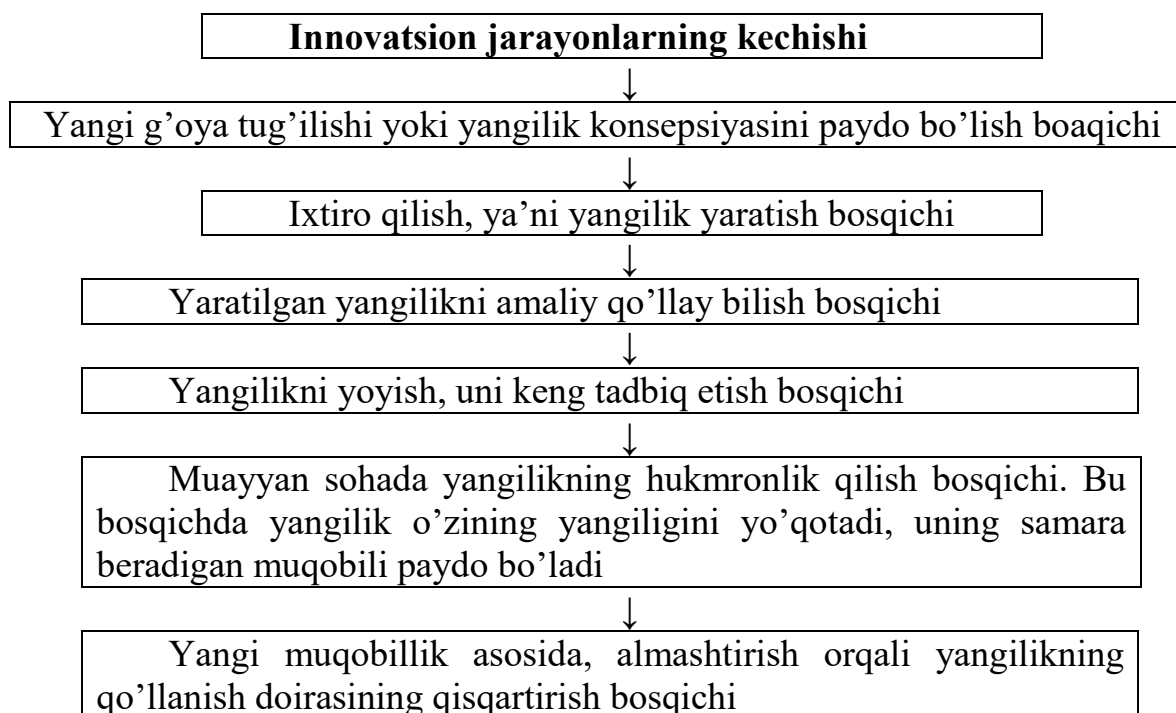 Innovatsion jarayonlarning kechishi
↓
Yangi g’oya tug’ilishi yoki yangilik konsepsiyasini paydo bo’lish boaqichi
↓
Ixtiro qilish, ya’ni yangilik yaratish bosqichi
↓
Yaratilgan yangilikni amaliy qo’llay bilish bosqichi
↓
Yangilikni yoyish, uni keng tadbiq etish bosqichi
↓
Muayyan sohada yangilikning hukmronlik qilish bosqichi. Bu
bosqichda yangilik o’zining yangiligini yo’qotadi, uning samara
beradigan muqobili paydo bo’ladi
↓
Yangi muqobillik asosida, almashtirish orqali yangilikning
qo’llanish doirasining qisqartirish bosqichi